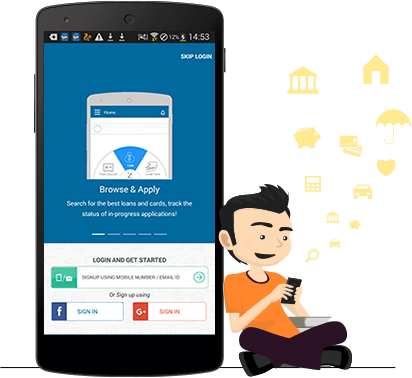 12% 14:53
SKIP LOGIN
Home
Browse & Apply
Search for the best loans and cards, track the
status of in-progress applications!
LOGIN AND GET STARTED
SIGNUP USING MOBILE NUMBER / EMAIL ID
Or Sign up using
f SIGN IN
G+ SIGN IN